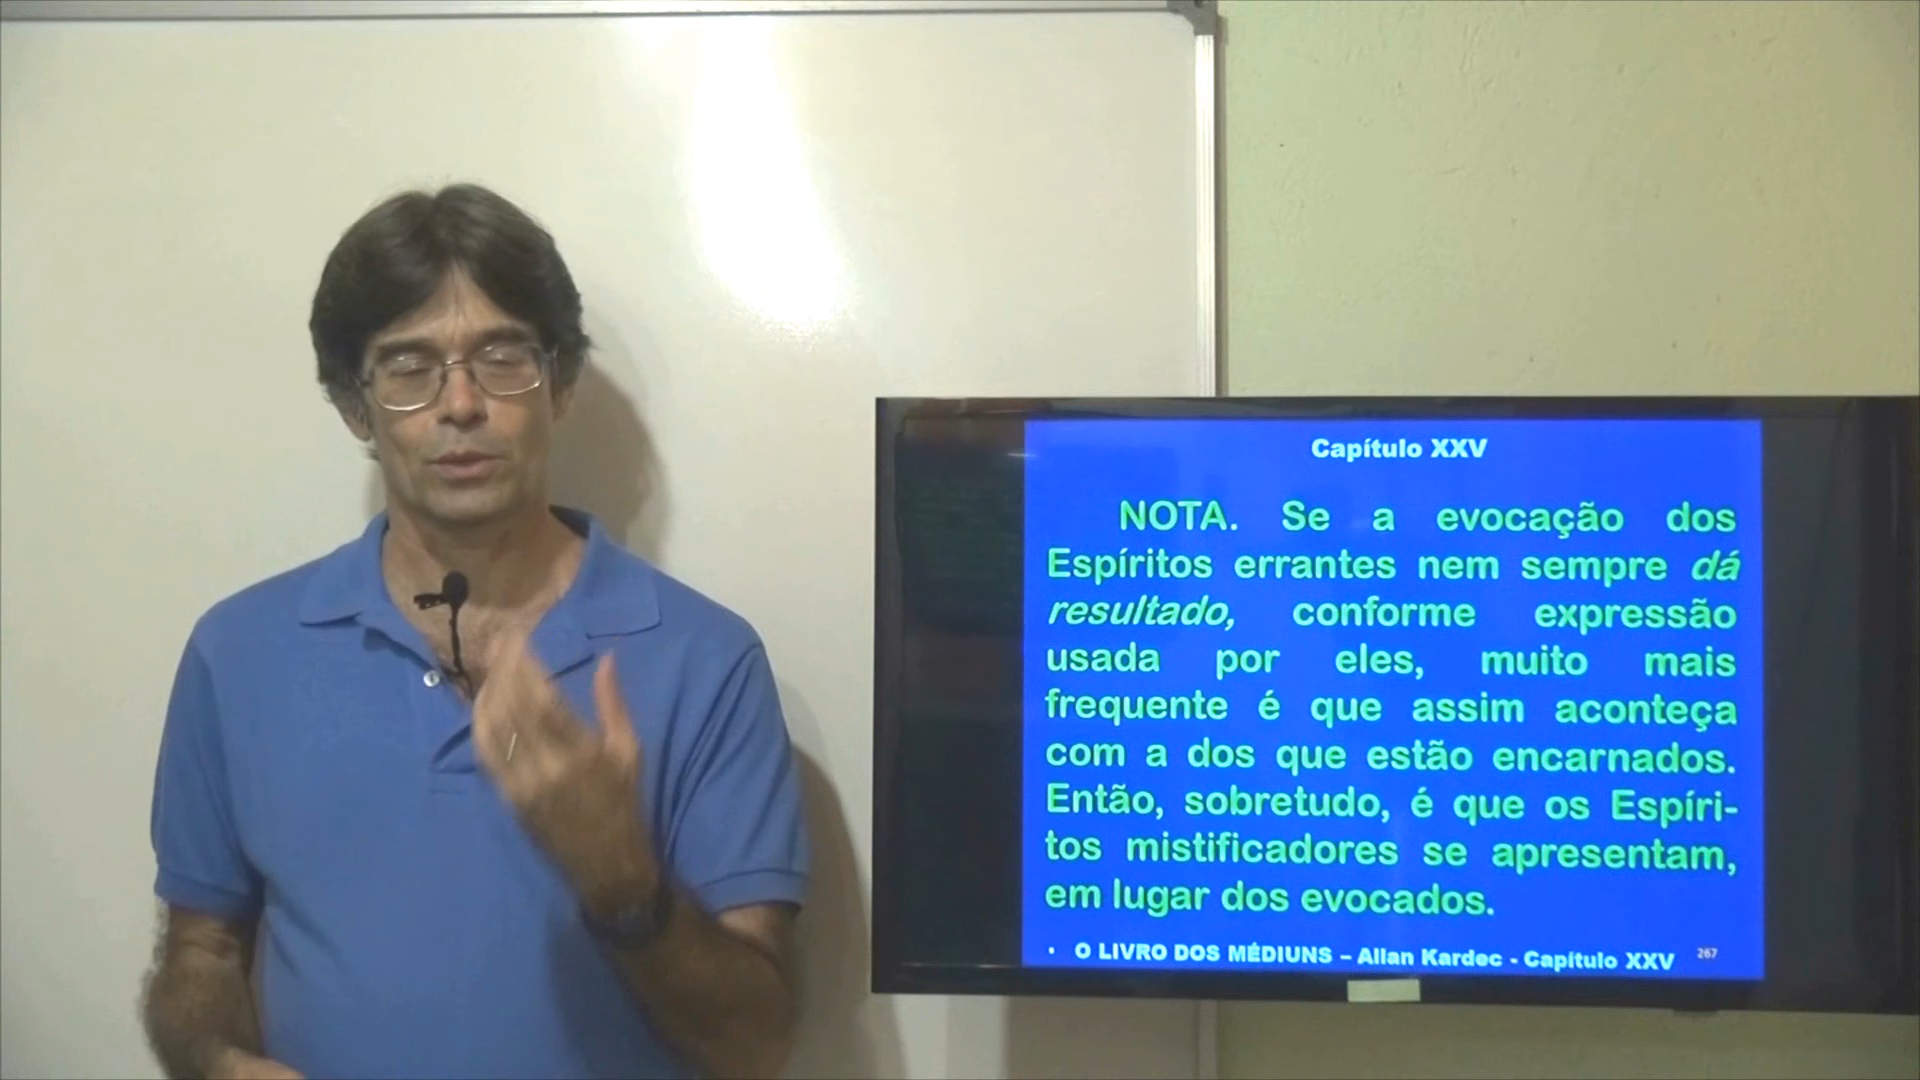 Capítulo XXV
NOTA. Se a evocação dos
Espíritos errantes nem sempre dá
resultado, conforme expressão
usada por eles, muito mais
frequente é que assim aconteça
com a dos que estão encarnados.
Então, sobretudo, é que os Espíri-
tos mistificadores se apresentam,
em lugar dos evocados.
• O LIVRO DOS MÉDIUNS – Allan Kardec - Capítulo XXV 267